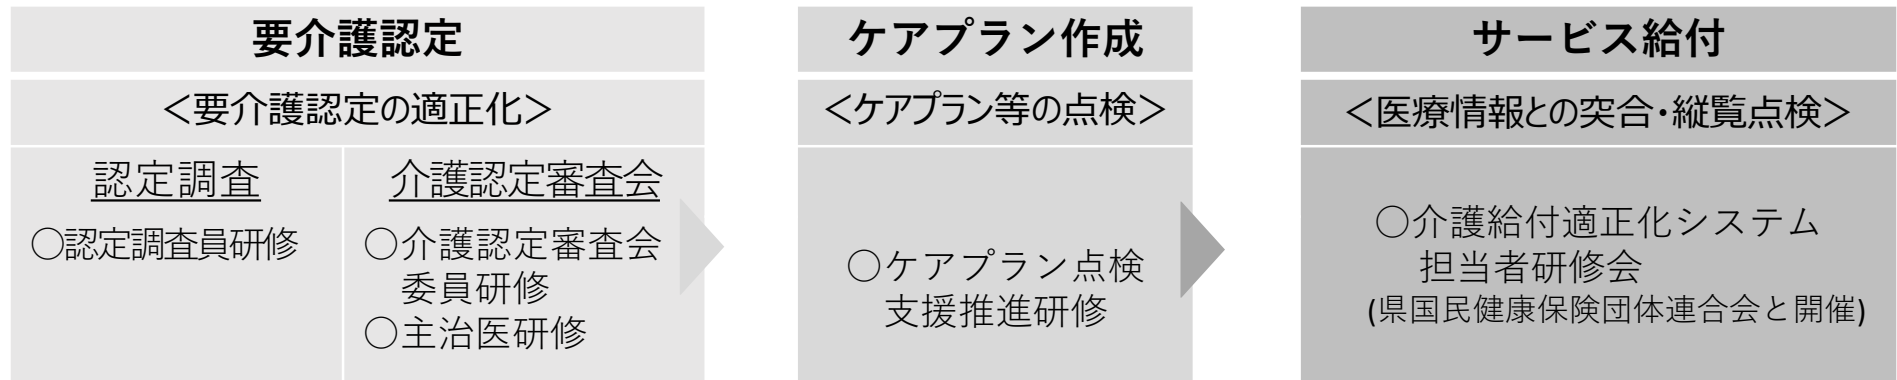 要介護認定
＜要介護認定の適正化＞
認定調査
〇認定調査員研修
介護認定審査会
〇介護認定審査会
委員研修
〇主治医研修
ケアプラン作成
＜ケアプラン等の点検＞
〇ケアプラン点検
支援推進研修
サービス給付
＜医療情報との突合・縦覧点検＞
〇介護給付適正化システム
担当者研修会
(県国民健康保険団体連合会と開催)